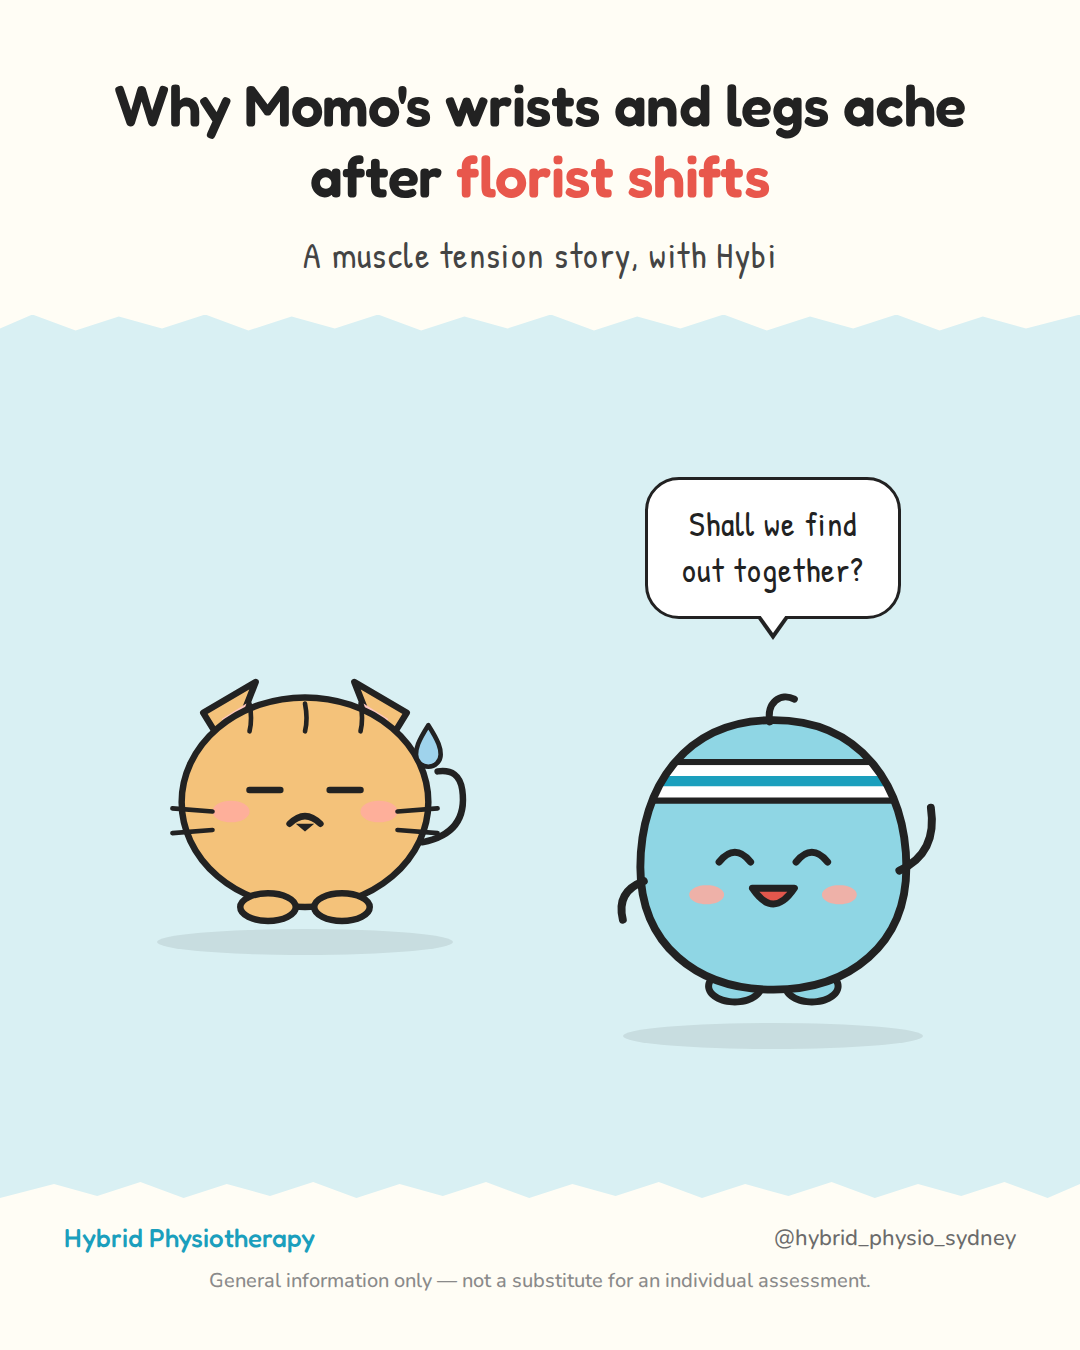 Why Momo's wrists and legs ache
after florist shifts
A muscle tension story, with Hybi
Shall we find
out together?
Hybrid Physiotherapy
@hybrid_physio_sydney
General information only — not a substitute for an individual assessment.